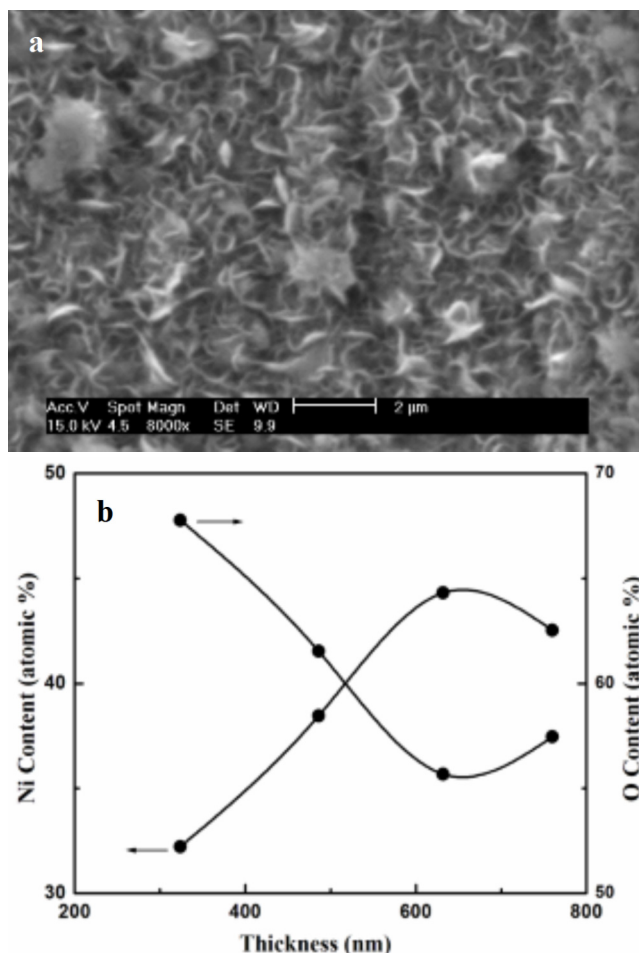 a
Acc.V Spot Magn Det WD 2 µm
15.0 kV 4.5 8000x SE 9.9
b
50
40
30
Ni Content (atomic %)
70
60
50
O Content (atomic %)
200 400 600 800
Thickness (nm)